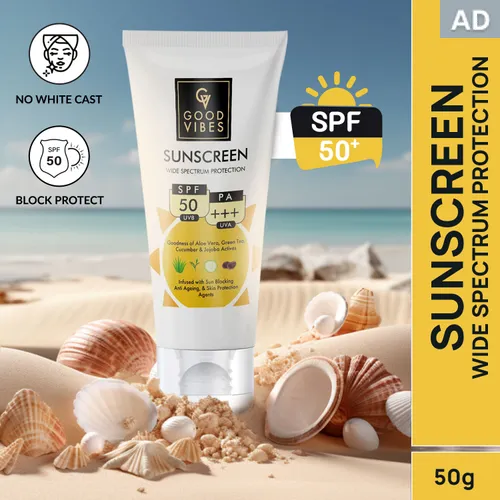 AD
NO WHITE CAST
SPF
50
BLOCK PROTECT
GV
GOOD
VIBES
SUNSCREEN
WIDE SPECTRUM PROTECTION
SPF
50
UVB
PA
+++
UVA
Goodness of Aloe Vera, Green Tea,
Cucumber & Jojoba Actives
Infused with Sun Blocking,
Anti Ageing, & Skin Protection
Agents
SPF
50+
SUNSCREEN
WIDE SPECTRUM PROTECTION
50g